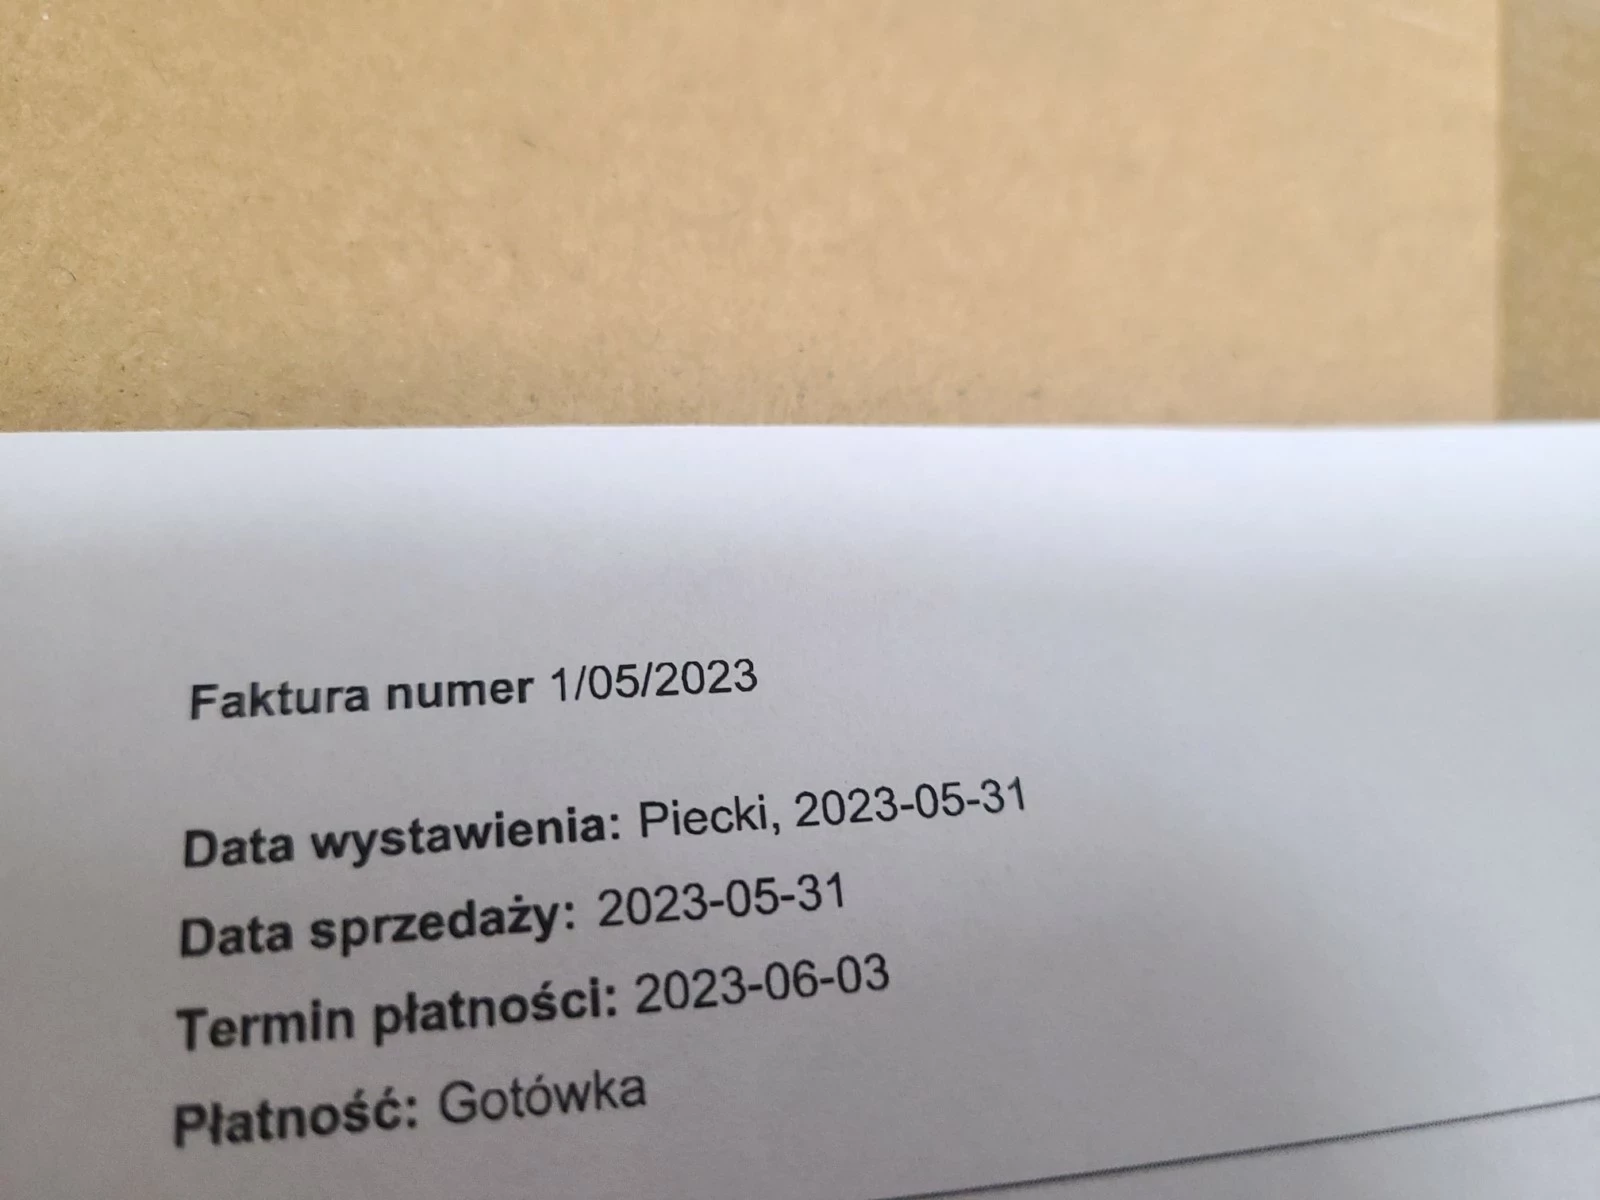 Faktura numer 1/05/2023
Data wystawienia: Piecki, 2023-05-31
Data sprzedaży: 2023-05-31
Termin płatności: 2023-06-03
Płatność: Gotówka